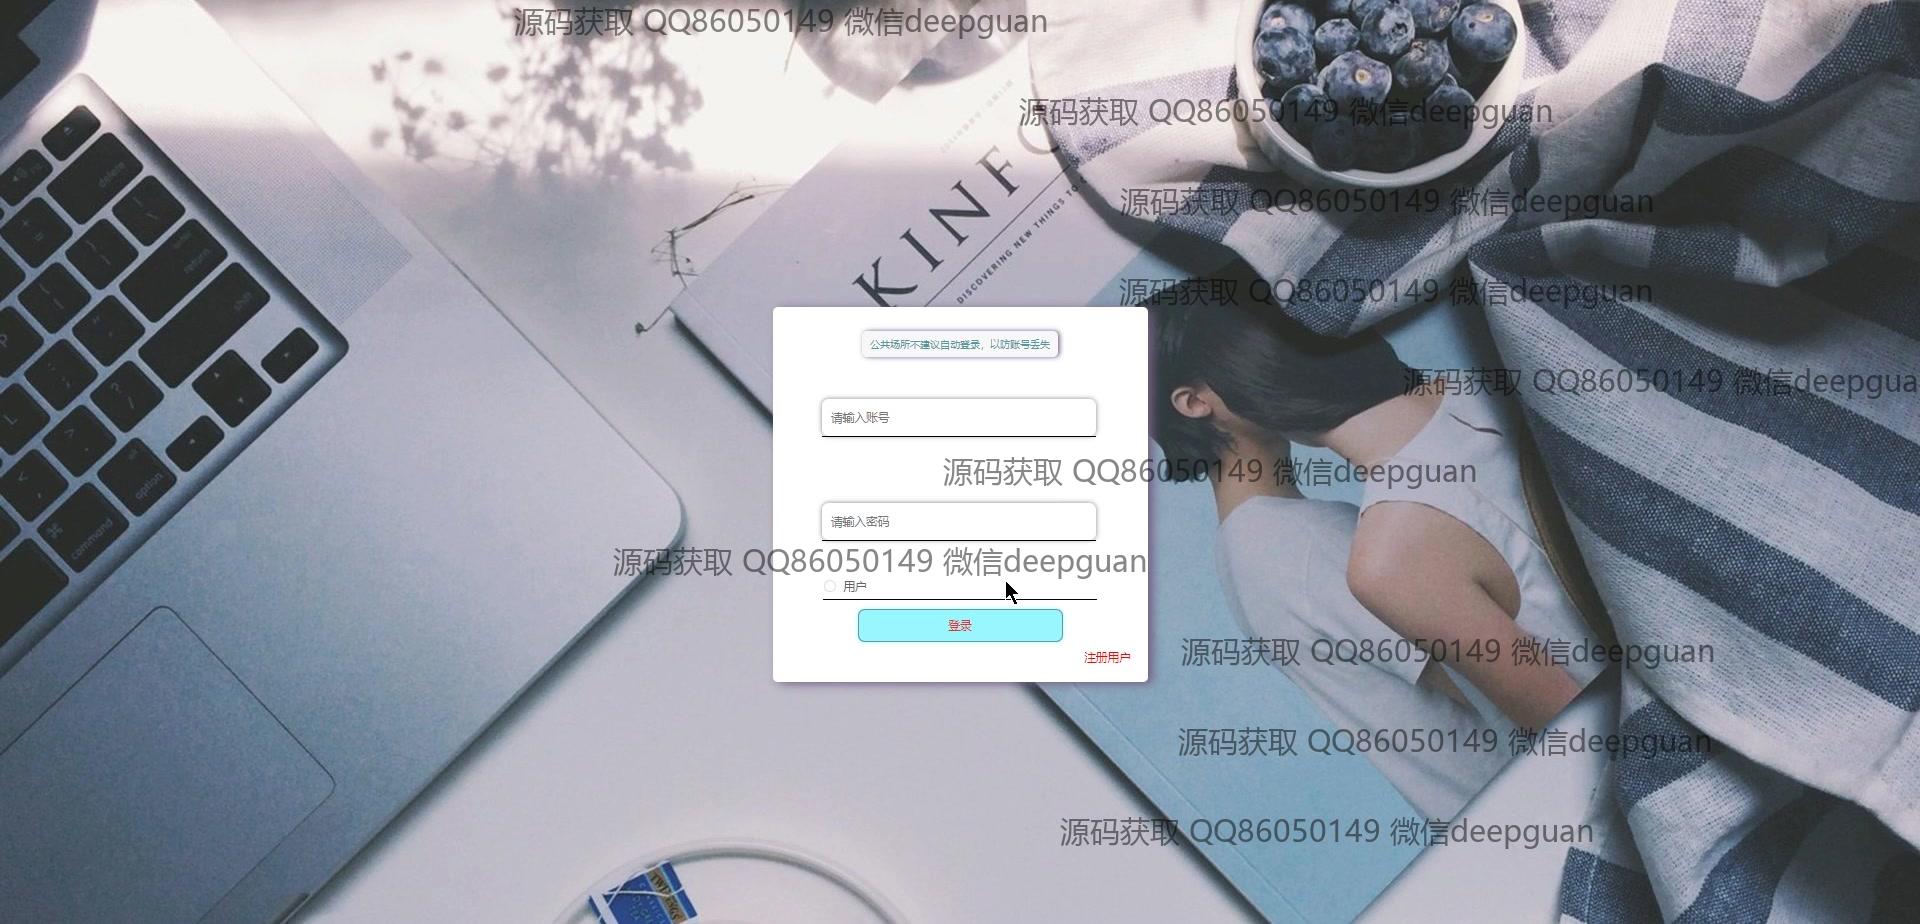 源码获取 QQ86050149 微信deepguan
源码获取 QQ86050149 微信deepguan
源码获取 QQ86050149 微信deepguan
源码获取 QQ86050149 微信deepguan
KINFO
DISCOVERING NEW THINGS TO
delete
return
shift
option
command
公共场所不建议自动登录，以防账号丢失
源码获取 QQ86050149 微信deepgua
请输入账号
源码获取 QQ86050149 微信deepguan
请输入密码
源码获取 QQ86050149 微信deepguan
用户
登录
源码获取 QQ86050149 微信deepguan
注册用户
源码获取 QQ86050149 微信deepguan
源码获取 QQ86050149 微信deepguan
TWININGS